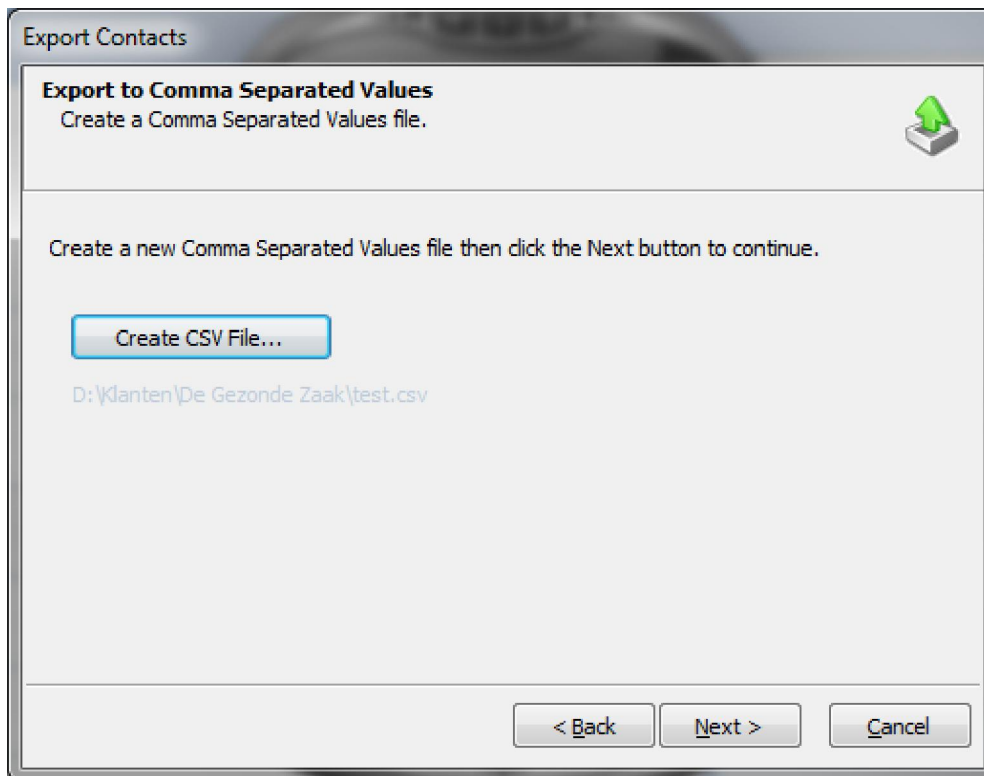 Export Contacts
Export to Comma Separated Values
Create a Comma Separated Values file.
Create a new Comma Separated Values file then click the Next button to continue.
Create CSV File...
D:\Klanten\De Gezonde Zaak\test.csv
< Back
Next >
Cancel